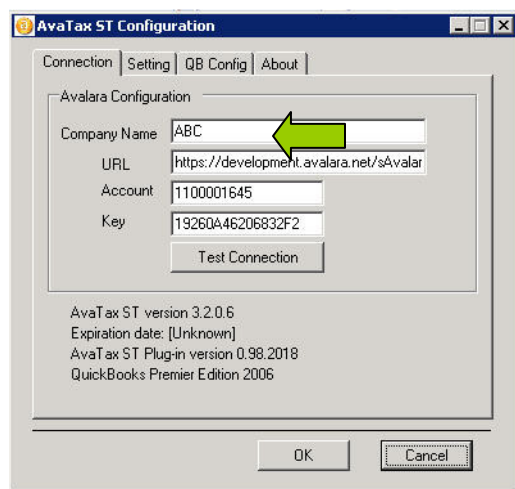 AvaTax ST Configuration
Connection Setting QB Config About
Avalara Configuration
Company Name ABC
URL https://development.avalara.net/sAvalar
Account 1100001645
Key 19260A46206832F2
Test Connection
AvaTax ST version 3.2.0.6
Expiration date: [Unknown]
AvaTax ST Plug-in version 0.98.2018
QuickBooks Premier Edition 2006
OK Cancel